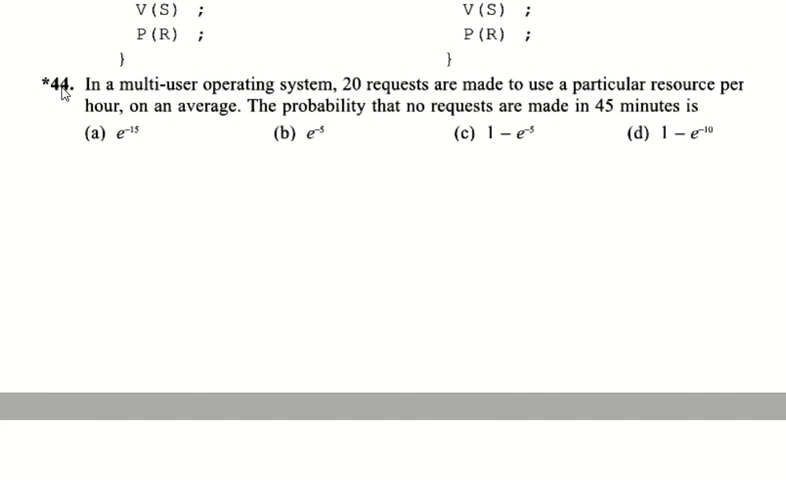 V(S) ; V(S) ;
P(R) ; P(R) ;
} }
*44. In a multi-user operating system, 20 requests are made to use a particular resource per
hour, on an average. The probability that no requests are made in 45 minutes is
(a) e⁻¹⁵ (b) e⁻⁵ (c) 1 – e⁻⁵ (d) 1 – e⁻¹⁰